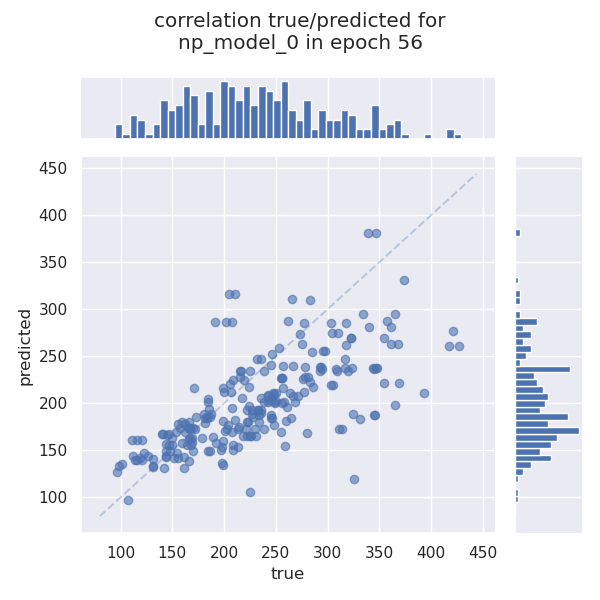 correlation true/predicted for
np_model_0 in epoch 56
450
400
350
300
250
200
150
100
predicted
100 150 200 250 300 350 400 450
true